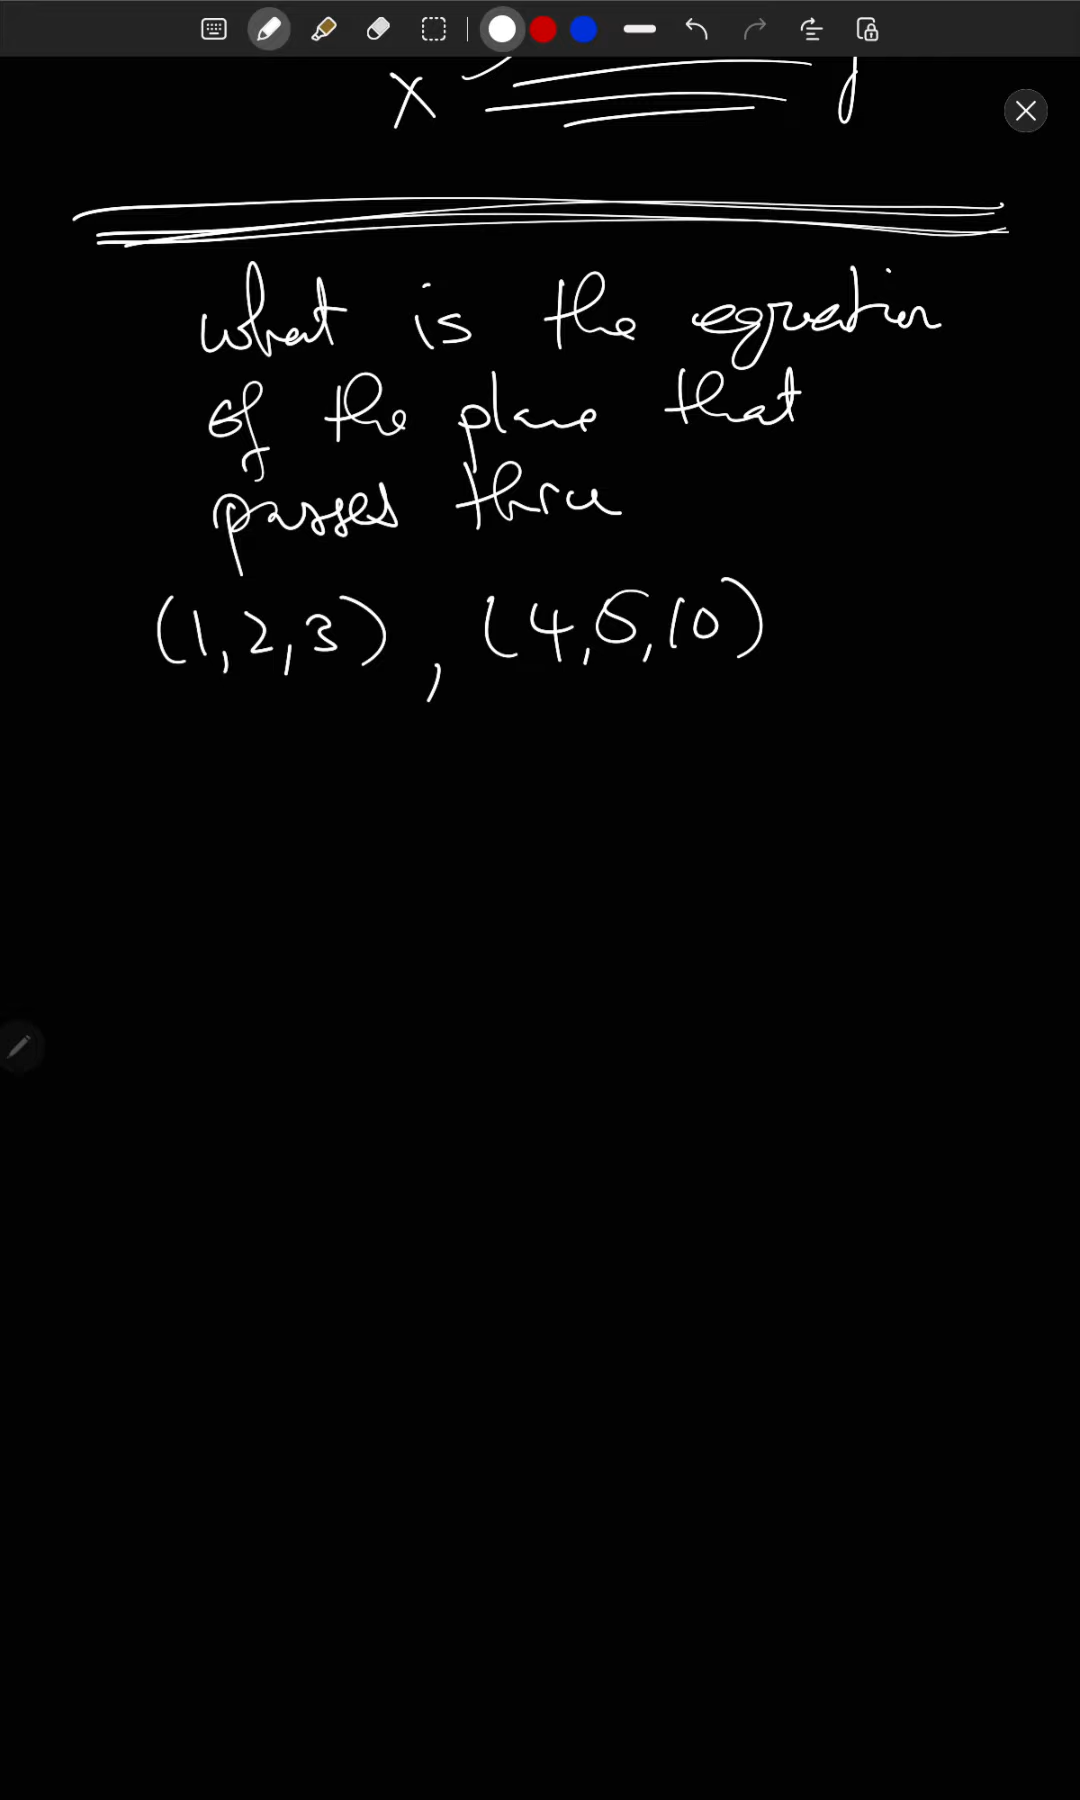 x y
what is the equation
of the plane that
passes thru
(1,2,3), (4,5,10)